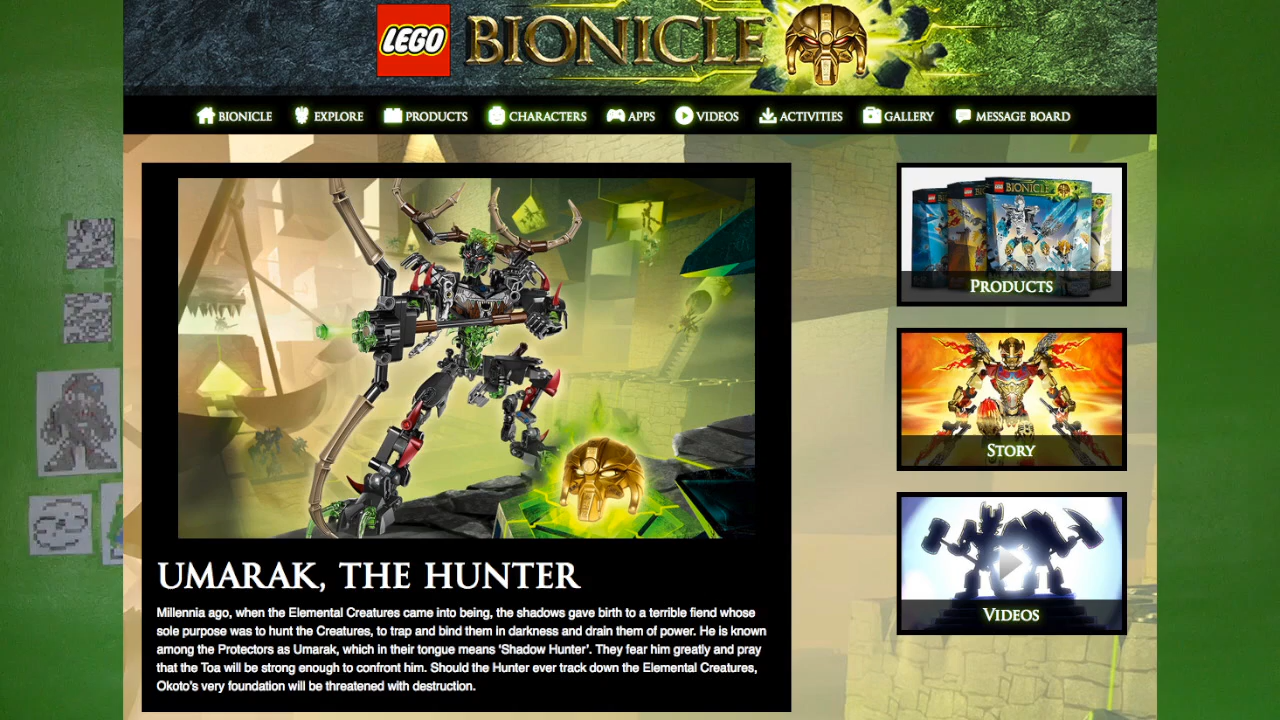 LEGO BIONICLE
BIONICLE EXPLORE PRODUCTS CHARACTERS APPS VIDEOS ACTIVITIES GALLERY MESSAGE BOARD
BIONICLE
PRODUCTS
STORY
VIDEOS
UMARAK, THE HUNTER
Millennia ago, when the Elemental Creatures came into being, the shadows gave birth to a terrible fiend whose
sole purpose was to hunt the Creatures, to trap and bind them in darkness and drain them of power. He is known
among the Protectors as Umarak, which in their tongue means ‘Shadow Hunter’. They fear him greatly and pray
that the Toa will be strong enough to confront him. Should the Hunter ever track down the Elemental Creatures,
Okoto’s very foundation will be threatened with destruction.